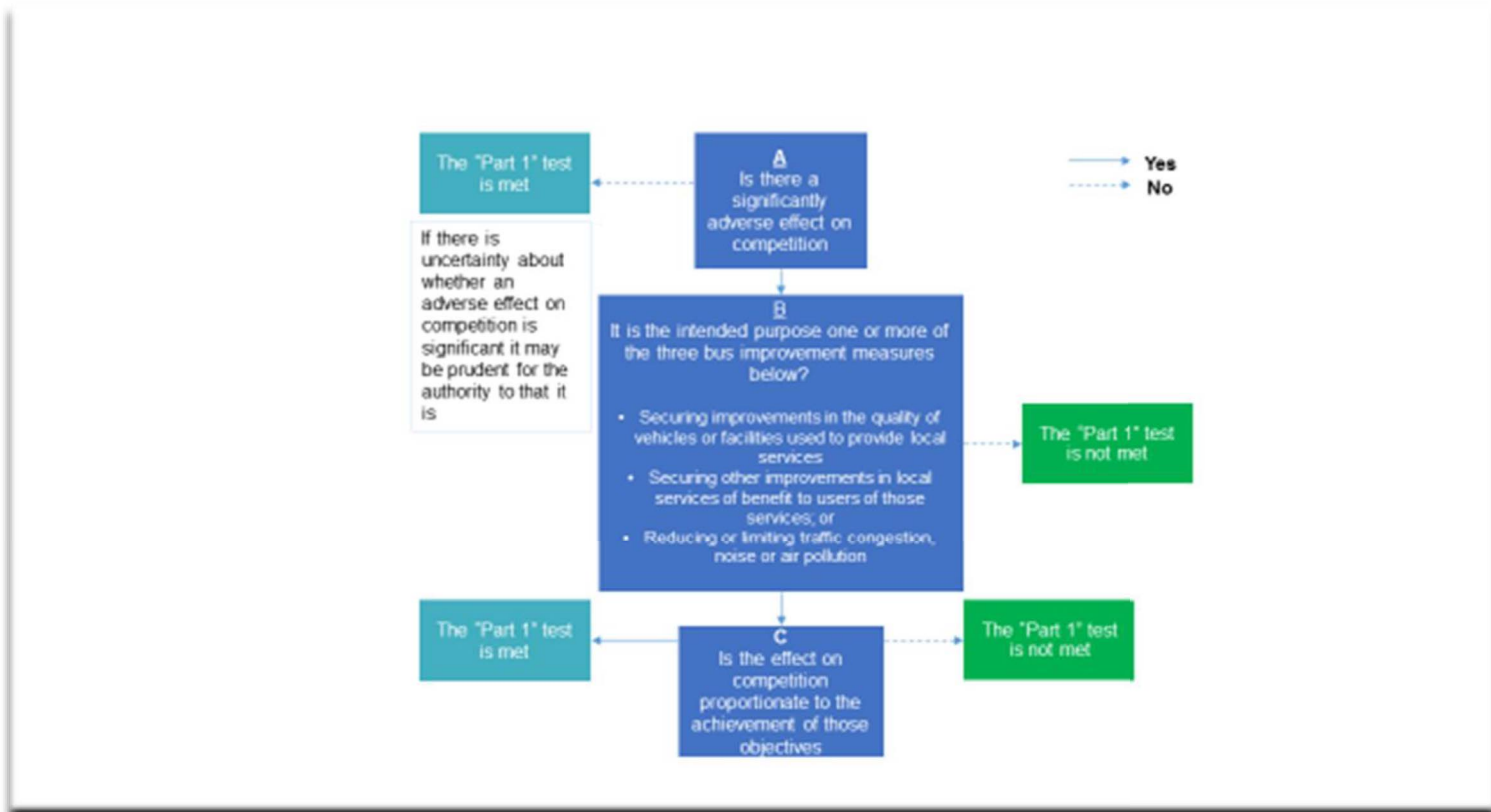 The "Part 1" test
is met
A
Is there a
significantly
adverse effect on
competition
Yes
No
If there is
uncertainty about
whether an
adverse effect on
competition is
significant it may
be prudent for the
authority to that it
is
B
It is the intended purpose one or more of
the three bus improvement measures
below?
• Securing improvements in the quality of
vehicles or facilities used to provide local
services
• Securing other improvements in local
services of benefit to users of those
services; or
• Reducing or limiting traffic congestion,
noise or air pollution
The "Part 1" test
is not met
The "Part 1" test
is met
C
Is the effect on
competition
proportionate to the
achievement of those
objectives
The "Part 1" test
is not met